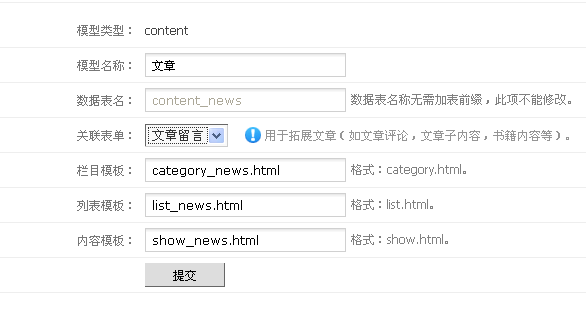 模型类型： content
模型名称： 文章
数据表名： content_news 数据表名称无需加表前缀，此项不能修改。
关联表单： 文章留言 用于拓展文章（如文章评论，文章子内容，书籍内容等）。
栏目模板： category_news.html 格式：category.html。
列表模板： list_news.html 格式：list.html。
内容模板： show_news.html 格式：show.html。
提交